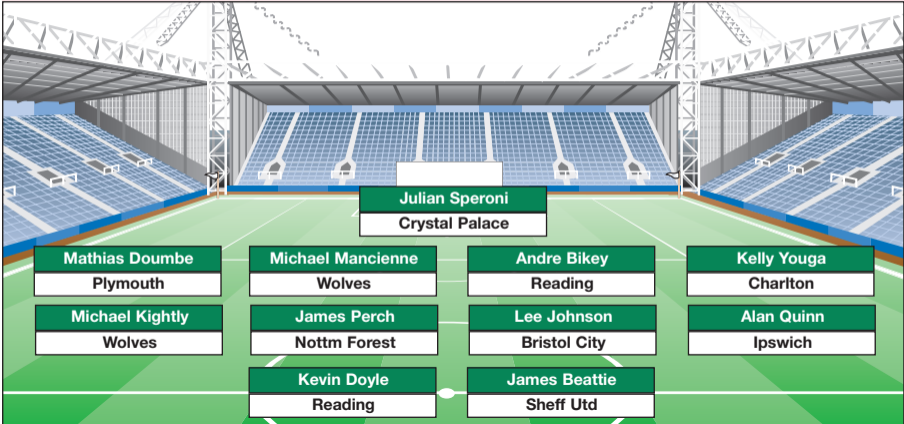 Julian Speroni
Crystal Palace
Mathias Doumbe
Plymouth
Michael Mancienne
Wolves
Andre Bikey
Reading
Kelly Youga
Charlton
Michael Kightly
Wolves
James Perch
Nottm Forest
Lee Johnson
Bristol City
Alan Quinn
Ipswich
Kevin Doyle
Reading
James Beattie
Sheff Utd